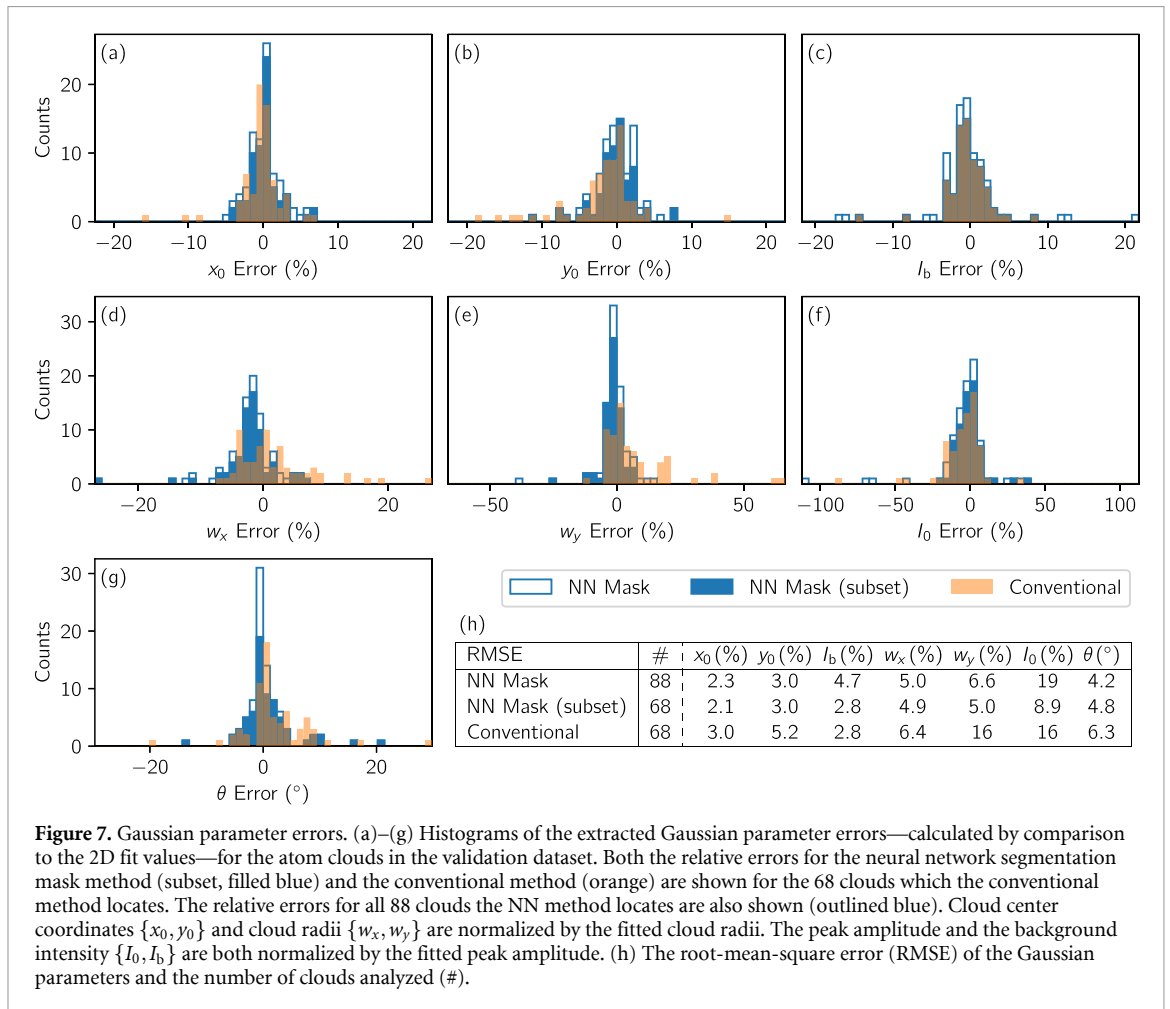 (a)
(b)
(c)
Counts
20
10
0
−20 −10 0 10 20
−20 −10 0 10 20
−20 −10 0 10 20
x0 Error (%)
y0 Error (%)
Ib Error (%)
(d)
(e)
(f)
Counts
30
20
10
0
−20 0 20
−50 0 50
−100 −50 0 50 100
wx Error (%)
wy Error (%)
I0 Error (%)
(g)
Counts
30
20
10
0
−20 0 20
θ Error (°)
NN Mask NN Mask (subset) Conventional
(h)
RMSE # x0 (%) y0 (%) Ib (%) wx (%) wy (%) I0 (%) θ (°)
NN Mask 88 2.3 3.0 4.7 5.0 6.6 19 4.2
NN Mask (subset) 68 2.1 3.0 2.8 4.9 5.0 8.9 4.8
Conventional 68 3.0 5.2 2.8 6.4 16 16 6.3
Figure 7. Gaussian parameter errors. (a)–(g) Histograms of the extracted Gaussian parameter errors—calculated by comparison
to the 2D fit values—for the atom clouds in the validation dataset. Both the relative errors for the neural network segmentation
mask method (subset, filled blue) and the conventional method (orange) are shown for the 68 clouds which the conventional
method locates. The relative errors for all 88 clouds the NN method locates are also shown (outlined blue). Cloud center
coordinates {x0, y0} and cloud radii {wx, wy} are normalized by the fitted cloud radii. The peak amplitude and the background
intensity {I0, Ib} are both normalized by the fitted peak amplitude. (h) The root-mean-square error (RMSE) of the Gaussian
parameters and the number of clouds analyzed (#).